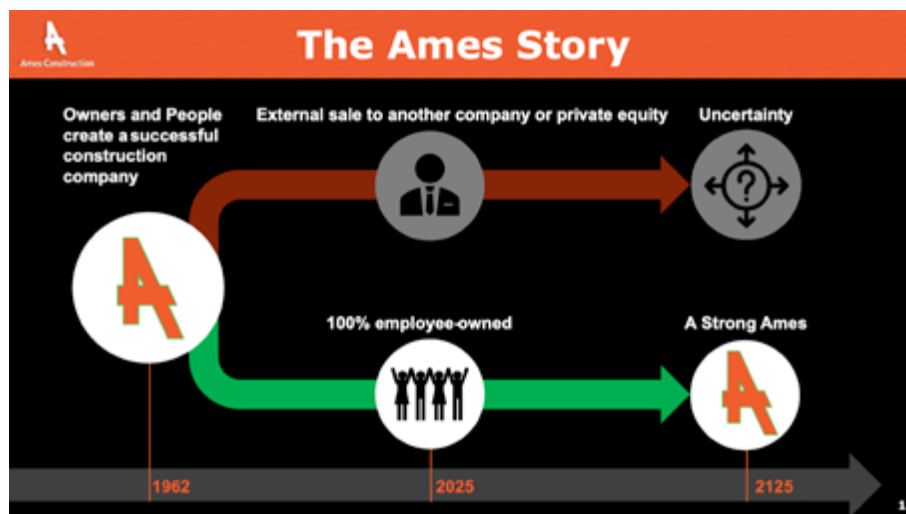 Ames Construction
The Ames Story
Owners and People
create a successful
construction
company
External sale to another company or private equity
Uncertainty
?
100% employee-owned
A Strong Ames
1962
2025
2125
1